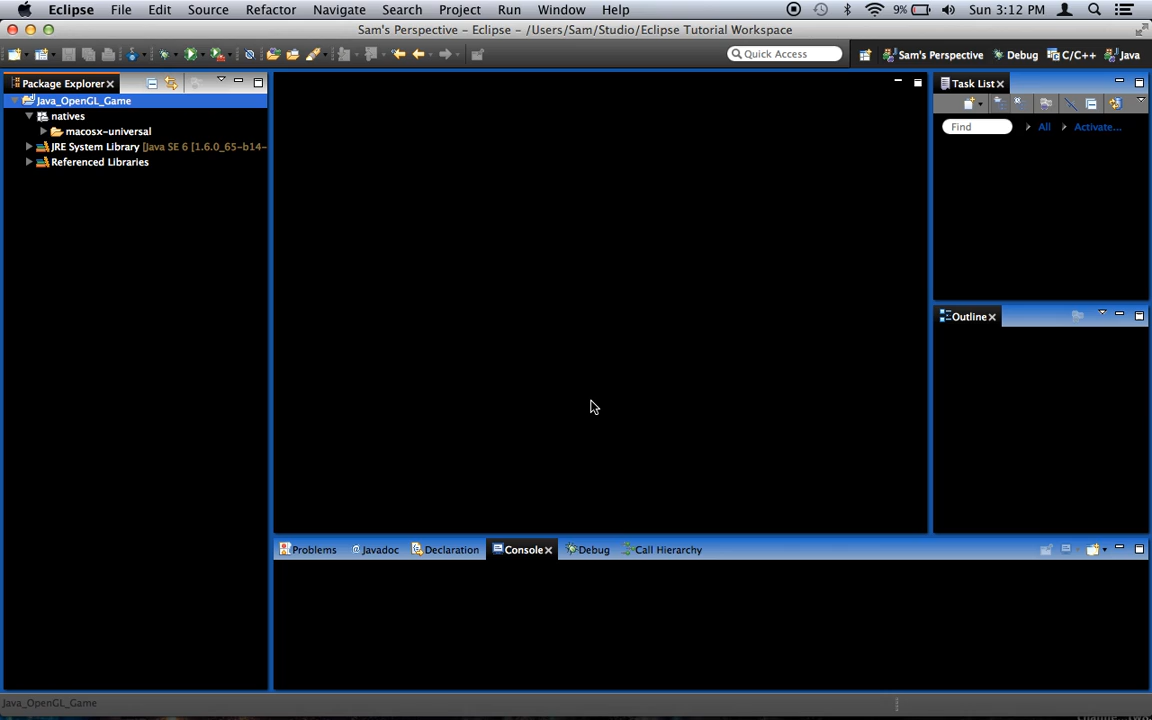 Eclipse File Edit Source Refactor Navigate Search Project Run Window Help 9% Sun 3:12 PM
Sam's Perspective – Eclipse – /Users/Sam/Studio/Eclipse Tutorial Workspace
Quick Access Sam's Perspective Debug C/C++ Java
Package Explorer
Java_OpenGL_Game
natives
macosx-universal
JRE System Library [Java SE 6 [1.6.0_65-b14-
Referenced Libraries
Task List
Find All Activate...
Outline
Problems Javadoc Declaration Console Debug Call Hierarchy
Java_OpenGL_Game